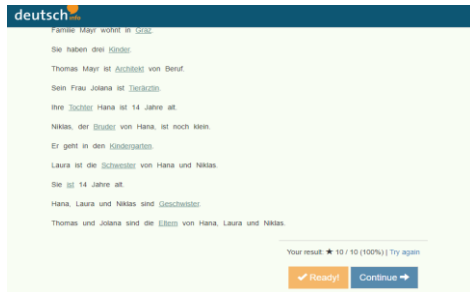 deutsch.info
Familie Mayr wohnt in Graz.
Sie haben drei Kinder.
Thomas Mayr ist Architekt von Beruf.
Sein Frau Jolana ist Tierärztin.
Ihre Tochter Hana ist 14 Jahre alt.
Niklas, der Bruder von Hana, ist noch klein.
Er geht in den Kindergarten.
Laura ist die Schwester von Hana und Niklas.
Sie ist 14 Jahre alt.
Hana, Laura und Niklas sind Geschwister.
Thomas und Jolana sind die Eltern von Hana, Laura und Niklas.
Your result: ★ 10 / 10 (100%) | Try again
✔ Ready! Continue ➜